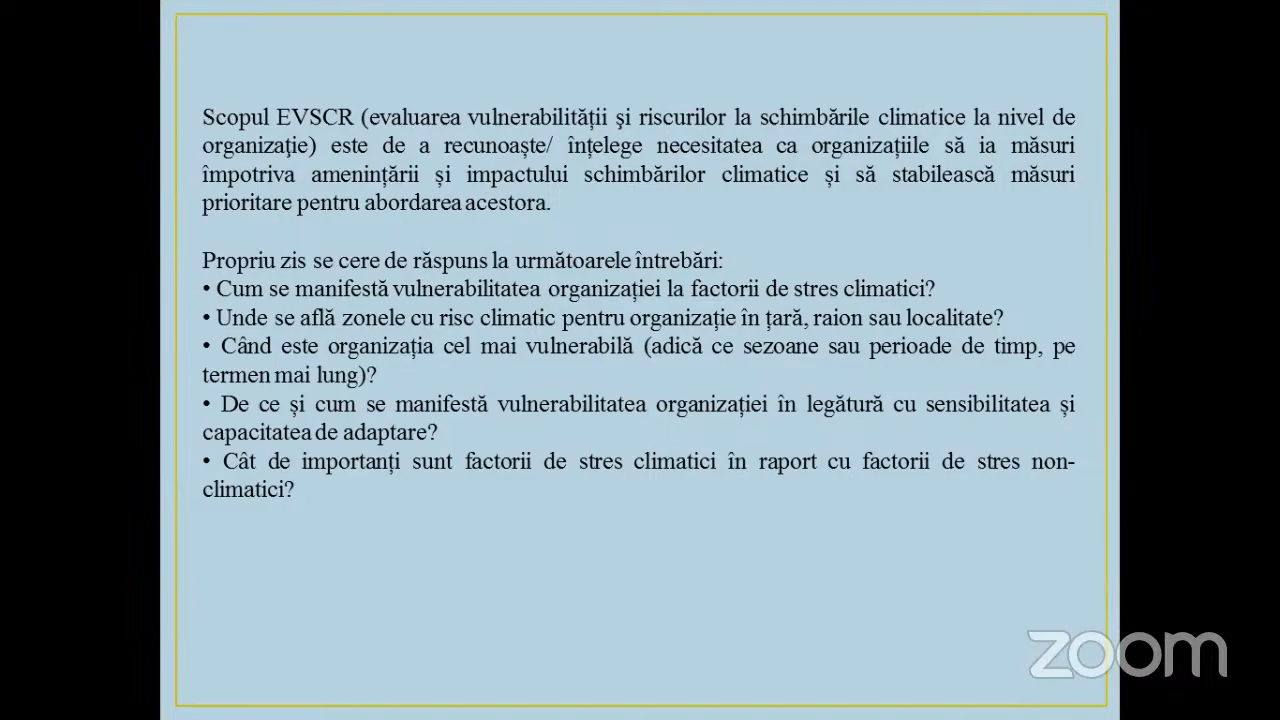 Scopul EVSCR (evaluarea vulnerabilității şi riscurilor la schimbările climatice la nivel de
organizaţie) este de a recunoaște/ înțelege necesitatea ca organizațiile să ia măsuri
împotriva amenințării și impactului schimbărilor climatice și să stabilească măsuri
prioritare pentru abordarea acestora.
Propriu zis se cere de răspuns la următoarele întrebări:
• Cum se manifestă vulnerabilitatea organizației la factorii de stres climatici?
• Unde se află zonele cu risc climatic pentru organizație în țară, raion sau localitate?
• Când este organizația cel mai vulnerabilă (adică ce sezoane sau perioade de timp, pe
termen mai lung)?
• De ce și cum se manifestă vulnerabilitatea organizației în legătură cu sensibilitatea și
capacitatea de adaptare?
• Cât de importanți sunt factorii de stres climatici în raport cu factorii de stres non-
climatici?
zoom